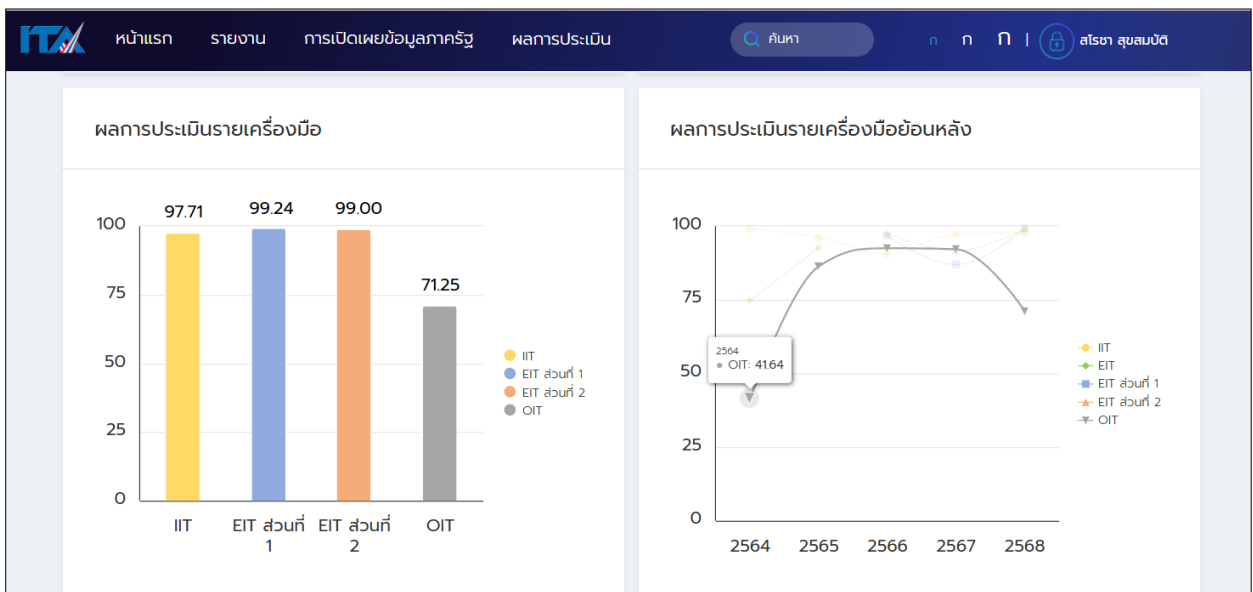 ITA หน้าแรก รายงาน การเปิดเผยข้อมูลภาครัฐ ผลการประเมิน ค้นหา ก ก ก | สโรชา สุขสมบัติ
ผลการประเมินรายเครื่องมือ
100
75
50
25
0
97.71
99.24
99.00
71.25
IIT
EIT ส่วนที่ 1
EIT ส่วนที่ 2
OIT
IIT
EIT ส่วนที่ 1
EIT ส่วนที่ 2
OIT
ผลการประเมินรายเครื่องมือย้อนหลัง
100
75
50
25
0
2564
OIT: 41.64
2564 2565 2566 2567 2568
IIT
EIT
EIT ส่วนที่ 1
EIT ส่วนที่ 2
OIT